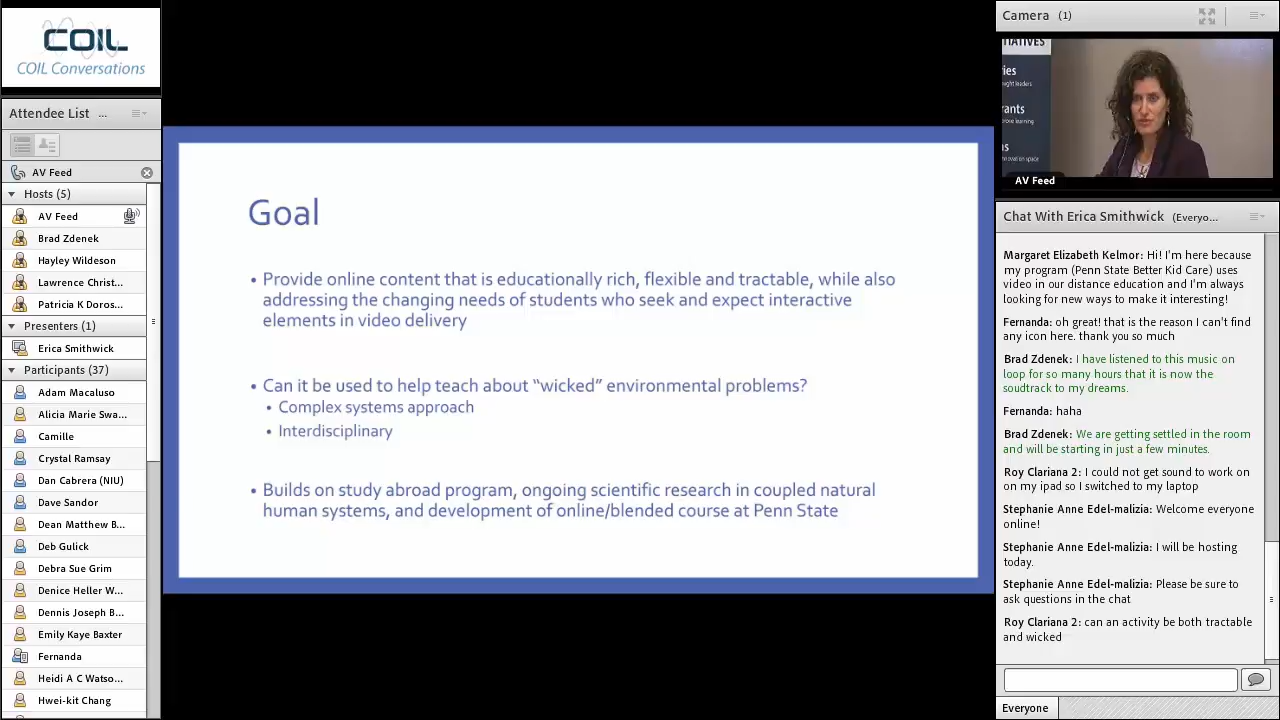 COIL
COIL Conversations
Attendee List ...
AV Feed
Hosts (5)
AV Feed
Brad Zdenek
Hayley Wildeson
Lawrence Christ...
Patricia K Doros...
Presenters (1)
Erica Smithwick
Participants (37)
Adam Macaluso
Alicia Marie Swa...
Camille
Crystal Ramsay
Dan Cabrera (NIU)
Dave Sandor
Dean Matthew B...
Deb Gulick
Debra Sue Grim
Denice Heller W...
Dennis Joseph B...
Emily Kaye Baxter
Fernanda
Heidi A C Watso...
Hwei-kit Chang
Goal
• Provide online content that is educationally rich, flexible and tractable, while also
addressing the changing needs of students who seek and expect interactive
elements in video delivery
• Can it be used to help teach about “wicked” environmental problems?
• Complex systems approach
• Interdisciplinary
• Builds on study abroad program, ongoing scientific research in coupled natural
human systems, and development of online/blended course at Penn State
Camera (1)
AV Feed
Chat With Erica Smithwick (Everyo...
Margaret Elizabeth Kelmor: Hi! I'm here because
my program (Penn State Better Kid Care) uses
video in our distance education and I'm always
looking for new ways to make it interesting!
Fernanda: oh great! that is the reason I can't find
any icon here. thank you so much
Brad Zdenek: I have listened to this music on
loop for so many hours that it is now the
soudtrack to my dreams.
Fernanda: haha
Brad Zdenek: We are getting settled in the room
and will be starting in just a few minutes.
Roy Clariana 2: I could not get sound to work on
on my ipad so I switched to my laptop
Stephanie Anne Edel-malizia: Welcome everyone
online!
Stephanie Anne Edel-malizia: I will be hosting
today.
Stephanie Anne Edel-malizia: Please be sure to
ask questions in the chat
Roy Clariana 2: can an activity be both tractable
and wicked
Everyone